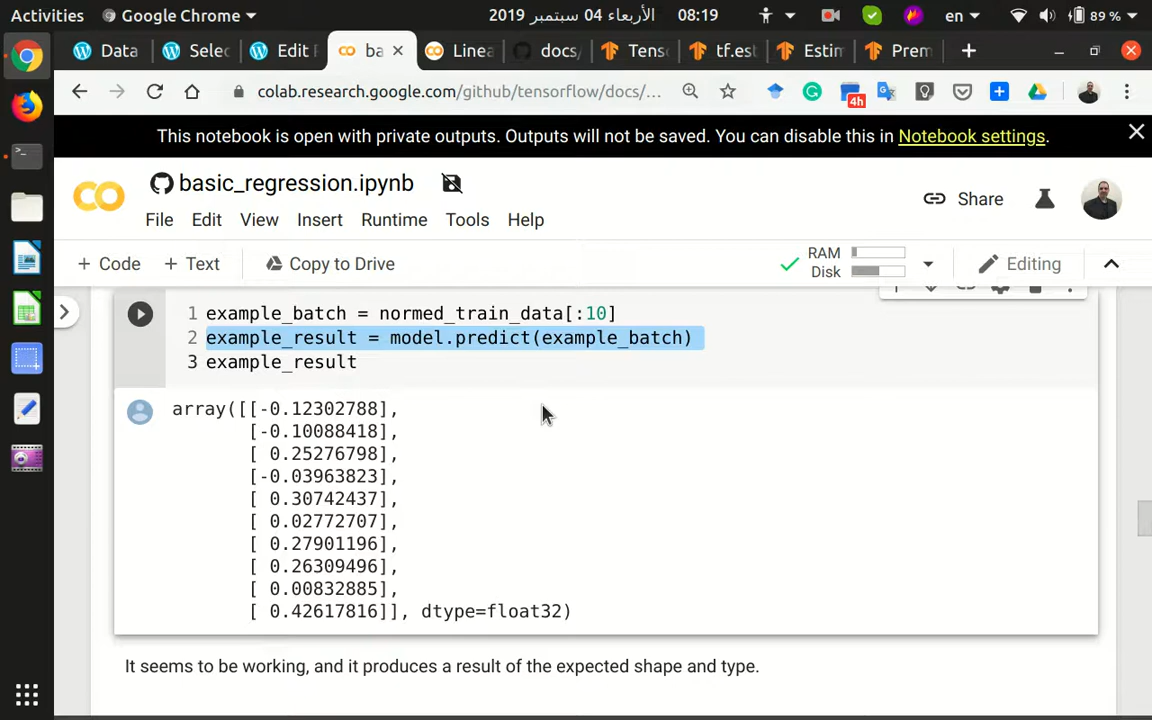 Activities Google Chrome الأربعاء 04 سبتمبر 2019 08:19 en 89 %
Data Selec Edit ba Linea docs/ Tens tf.est Estim Prem
colab.research.google.com/github/tensorflow/docs/... 4h
This notebook is open with private outputs. Outputs will not be saved. You can disable this in Notebook settings.
basic_regression.ipynb
Share
File Edit View Insert Runtime Tools Help
+ Code + Text Copy to Drive RAM Disk Editing
1 example_batch = normed_train_data[:10]
2 example_result = model.predict(example_batch)
3 example_result
array([[-0.12302788],
[-0.10088418],
[ 0.25276798],
[-0.03963823],
[ 0.30742437],
[ 0.02772707],
[ 0.27901196],
[ 0.26309496],
[ 0.00832885],
[ 0.42617816]], dtype=float32)
It seems to be working, and it produces a result of the expected shape and type.